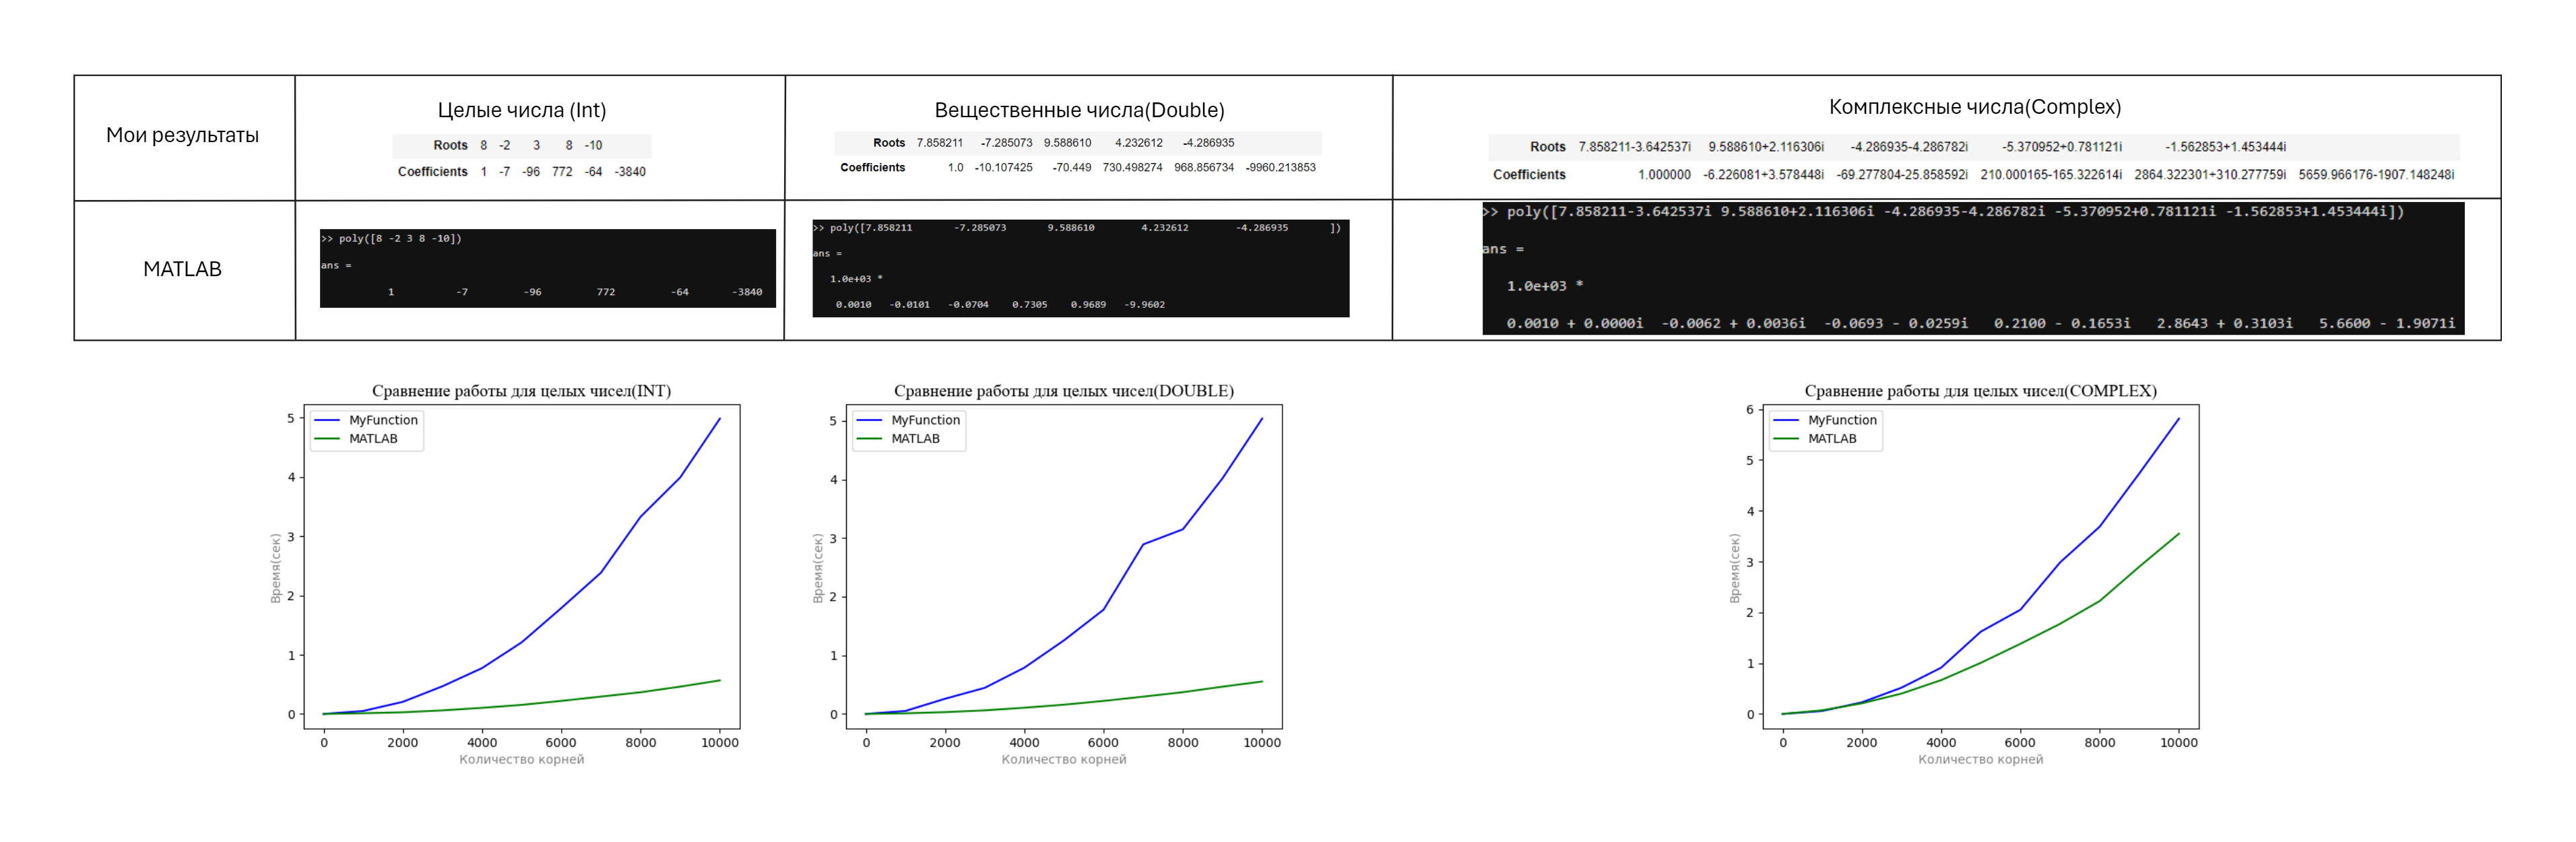 Мои результаты
Целые числа (Int)
Roots 8 -2 3 8 -10
Coefficients 1 -7 -96 772 -64 -3840
Вещественные числа(Double)
Roots 7.858211 -7.285073 9.588610 4.232612 -4.286935
Coefficients 1.0 -10.107425 -70.449 730.498274 968.856734 -9960.213853
Комплексные числа(Complex)
Roots 7.858211-3.642537i 9.588610+2.116306i -4.286935-4.286782i -5.370952+0.781121i -1.562853+1.453444i
Coefficients 1.000000 -6.226081+3.578448i -69.277804-25.858592i 210.000165-165.322614i 2864.322301+310.277759i 5659.966176-1907.148248i
MATLAB
>> poly([8 -2 3 8 -10])
ans =
1 -7 -96 772 -64 -3840
>> poly([7.858211 -7.285073 9.588610 4.232612 -4.286935 ])
ans =
1.0e+03 *
0.0010 -0.0101 -0.0704 0.7305 0.9689 -9.9602
>> poly([7.858211-3.642537i 9.588610+2.116306i -4.286935-4.286782i -5.370952+0.781121i -1.562853+1.453444i])
ans =
1.0e+03 *
0.0010 + 0.0000i -0.0062 + 0.0036i -0.0693 - 0.0259i 0.2100 - 0.1653i 2.8643 + 0.3103i 5.6600 - 1.9071i
Сравнение работы для целых чисел(INT)
MyFunction
MATLAB
5
4
3
2
1
0
Время(сек)
0 2000 4000 6000 8000 10000
Количество корней
Сравнение работы для целых чисел(DOUBLE)
MyFunction
MATLAB
5
4
3
2
1
0
Время(сек)
0 2000 4000 6000 8000 10000
Количество корней
Сравнение работы для целых чисел(COMPLEX)
MyFunction
MATLAB
6
5
4
3
2
1
0
Время(сек)
0 2000 4000 6000 8000 10000
Количество корней